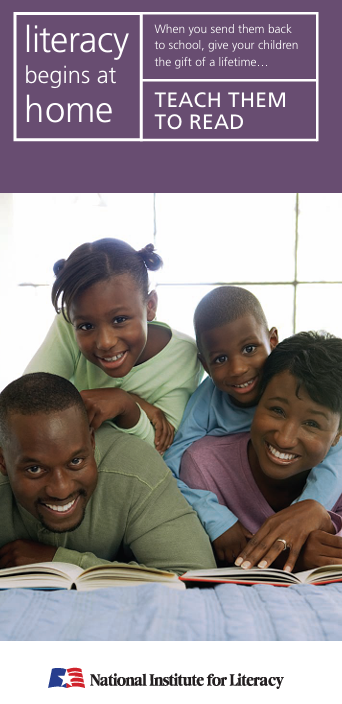 literacy
begins at
home
When you send them back
to school, give your children
the gift of a lifetime…
TEACH THEM
TO READ
National Institute for Literacy